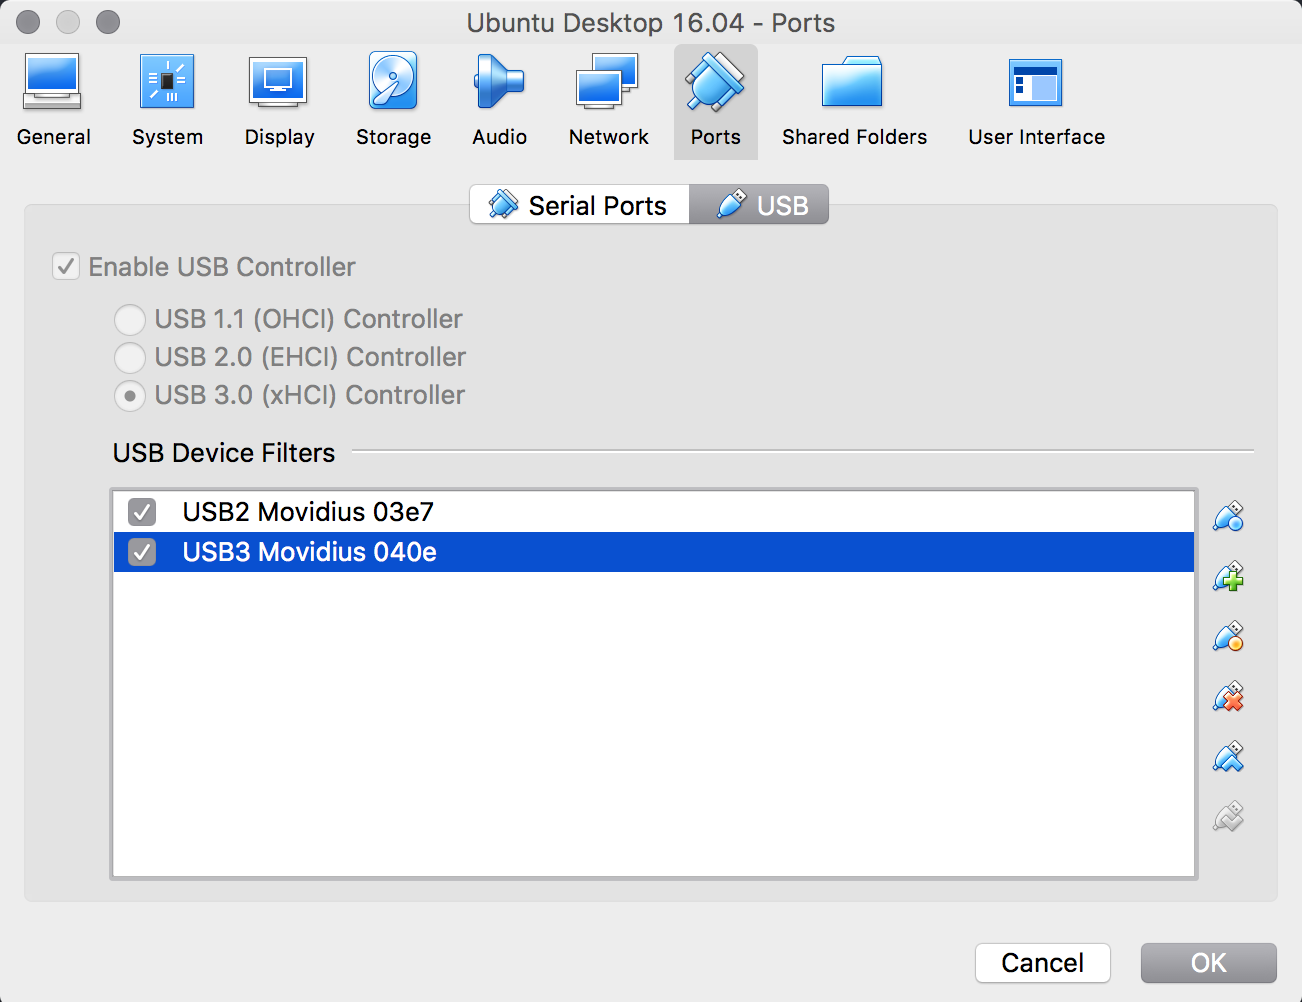 Ubuntu Desktop 16.04 - Ports
General System Display Storage Audio Network Ports Shared Folders User Interface
Serial Ports USB
Enable USB Controller
USB 1.1 (OHCI) Controller
USB 2.0 (EHCI) Controller
USB 3.0 (xHCI) Controller
USB Device Filters
USB2 Movidius 03e7
USB3 Movidius 040e
Cancel OK